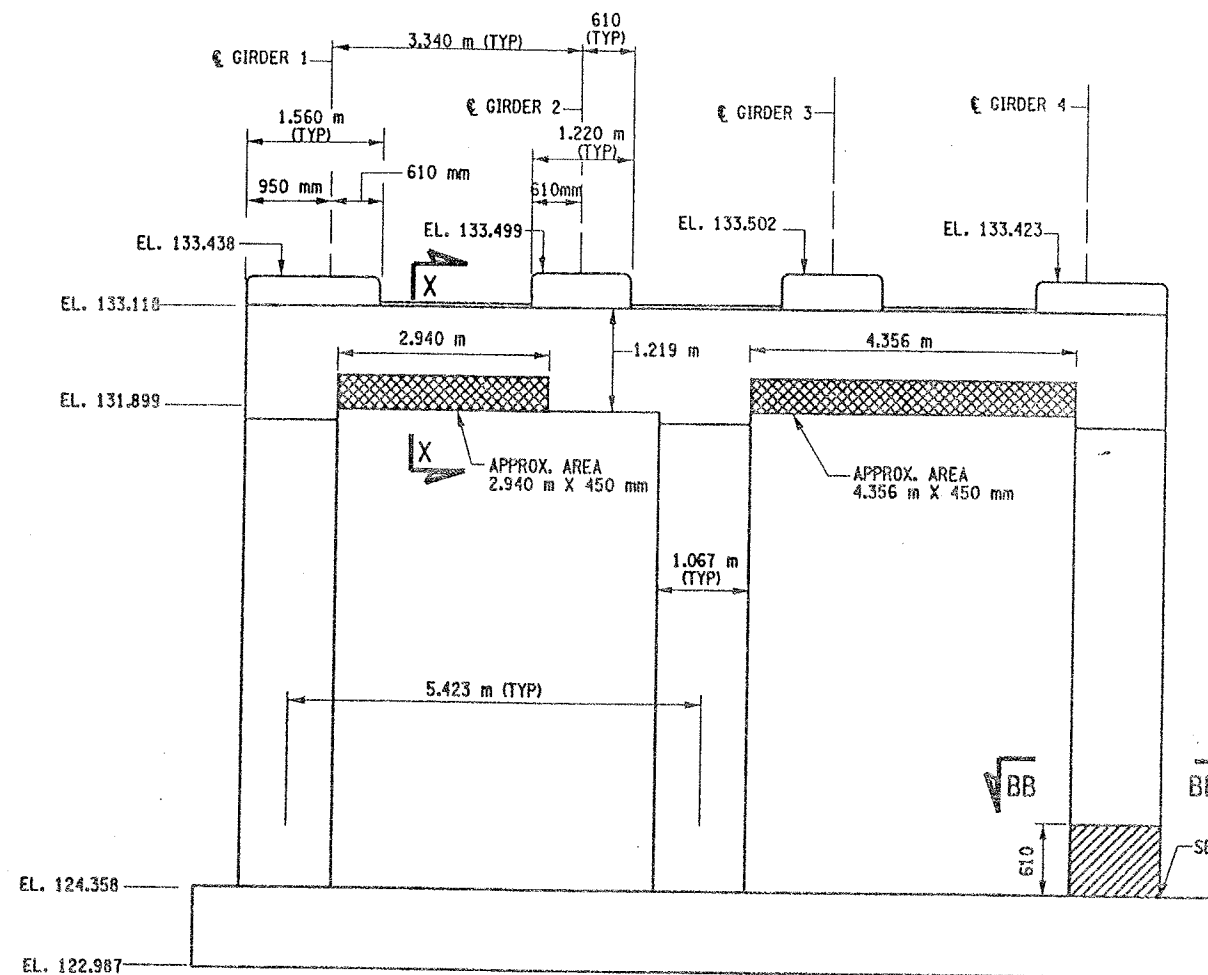 610
(TYP)
3.340 m (TYP)
℄ GIRDER 1
℄ GIRDER 2
℄ GIRDER 3
℄ GIRDER 4
1.560 m
(TYP)
1.220 m
(TYP)
950 mm
610 mm
610mm
EL. 133.438
EL. 133.499
EL. 133.502
EL. 133.423
X
EL. 133.118
2.940 m
1.219 m
4.356 m
EL. 131.899
X
APPROX. AREA
2.940 m X 450 mm
APPROX. AREA
4.356 m X 450 mm
1.067 m
(TYP)
5.423 m (TYP)
BB
610
EL. 124.358
EL. 122.987